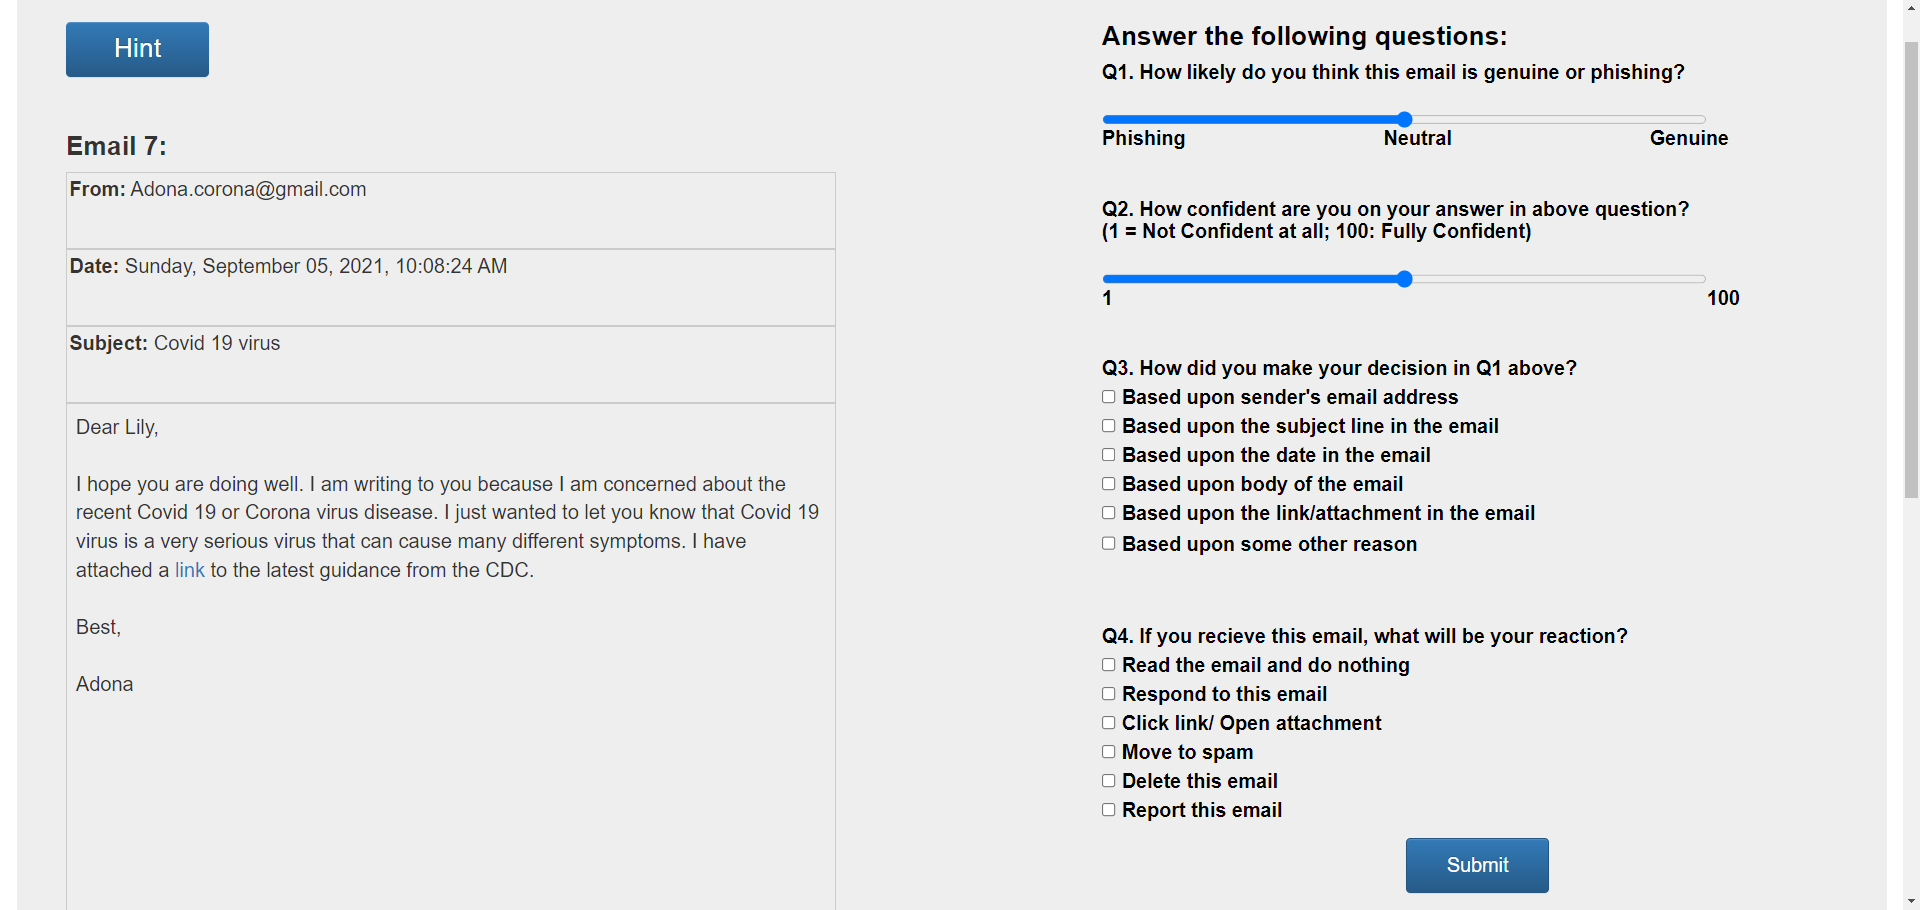 Hint
Email 7:
From: Adona.corona@gmail.com
Date: Sunday, September 05, 2021, 10:08:24 AM
Subject: Covid 19 virus
Dear Lily,
I hope you are doing well. I am writing to you because I am concerned about the
recent Covid 19 or Corona virus disease. I just wanted to let you know that Covid 19
virus is a very serious virus that can cause many different symptoms. I have
attached a link to the latest guidance from the CDC.
Best,
Adona
Answer the following questions:
Q1. How likely do you think this email is genuine or phishing?
Phishing Neutral Genuine
Q2. How confident are you on your answer in above question?
(1 = Not Confident at all; 100: Fully Confident)
1 100
Q3. How did you make your decision in Q1 above?
Based upon sender's email address
Based upon the subject line in the email
Based upon the date in the email
Based upon body of the email
Based upon the link/attachment in the email
Based upon some other reason
Q4. If you recieve this email, what will be your reaction?
Read the email and do nothing
Respond to this email
Click link/ Open attachment
Move to spam
Delete this email
Report this email
Submit